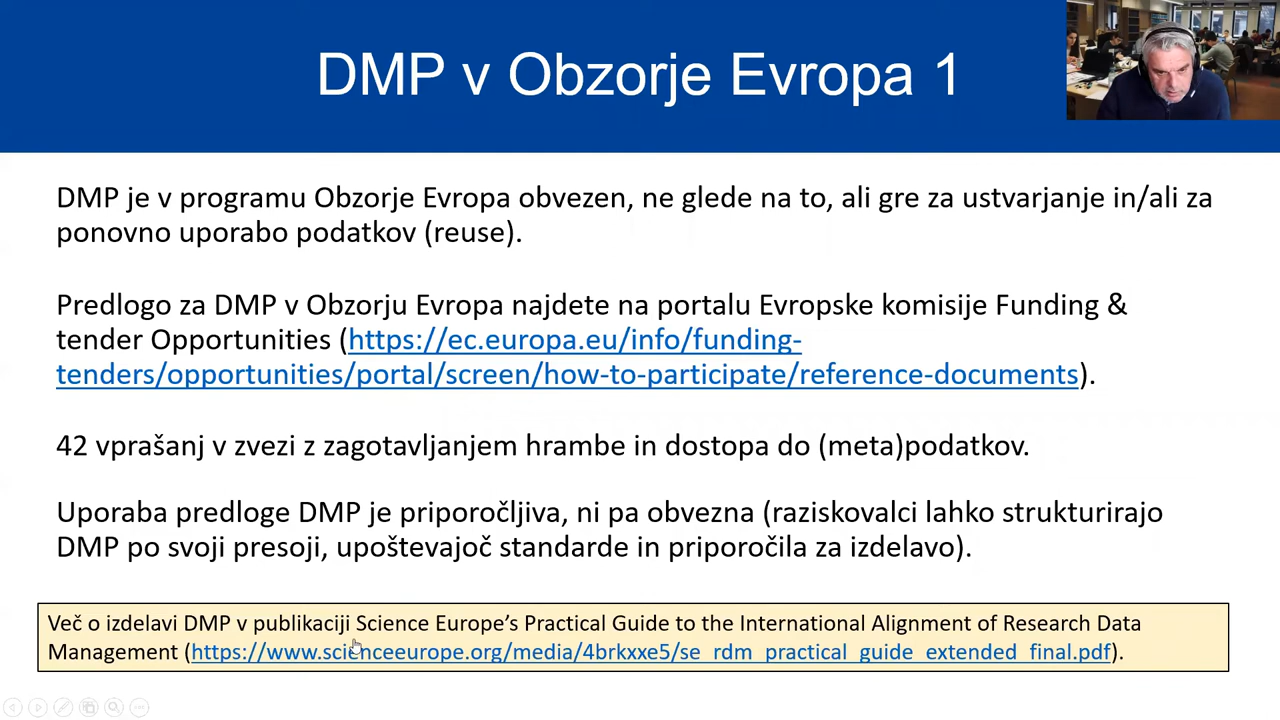 DMP v Obzorje Evropa 1
DMP je v programu Obzorje Evropa obvezen, ne glede na to, ali gre za ustvarjanje in/ali za
ponovno uporabo podatkov (reuse).
Predlogo za DMP v Obzorju Evropa najdete na portalu Evropske komisije Funding &
tender Opportunities (https://ec.europa.eu/info/funding-
tenders/opportunities/portal/screen/how-to-participate/reference-documents).
42 vprašanj v zvezi z zagotavljanjem hrambe in dostopa do (meta)podatkov.
Uporaba predloge DMP je priporočljiva, ni pa obvezna (raziskovalci lahko strukturirajo
DMP po svoji presoji, upoštevajoč standarde in priporočila za izdelavo).
Več o izdelavi DMP v publikaciji Science Europe’s Practical Guide to the International Alignment of Research Data
Management (https://www.scienceeurope.org/media/4brkxxe5/se_rdm_practical_guide_extended_final.pdf).